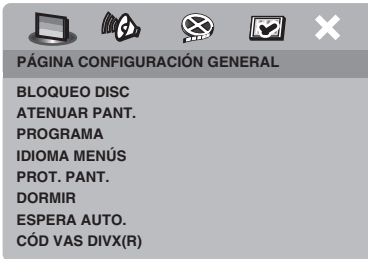 PÁGINA CONFIGURACIÓN GENERAL
BLOQUEO DISC
ATENUAR PANT.
PROGRAMA
IDIOMA MENÚS
PROT. PANT.
DORMIR
ESPERA AUTO.
CÓD VAS DIVX(R)